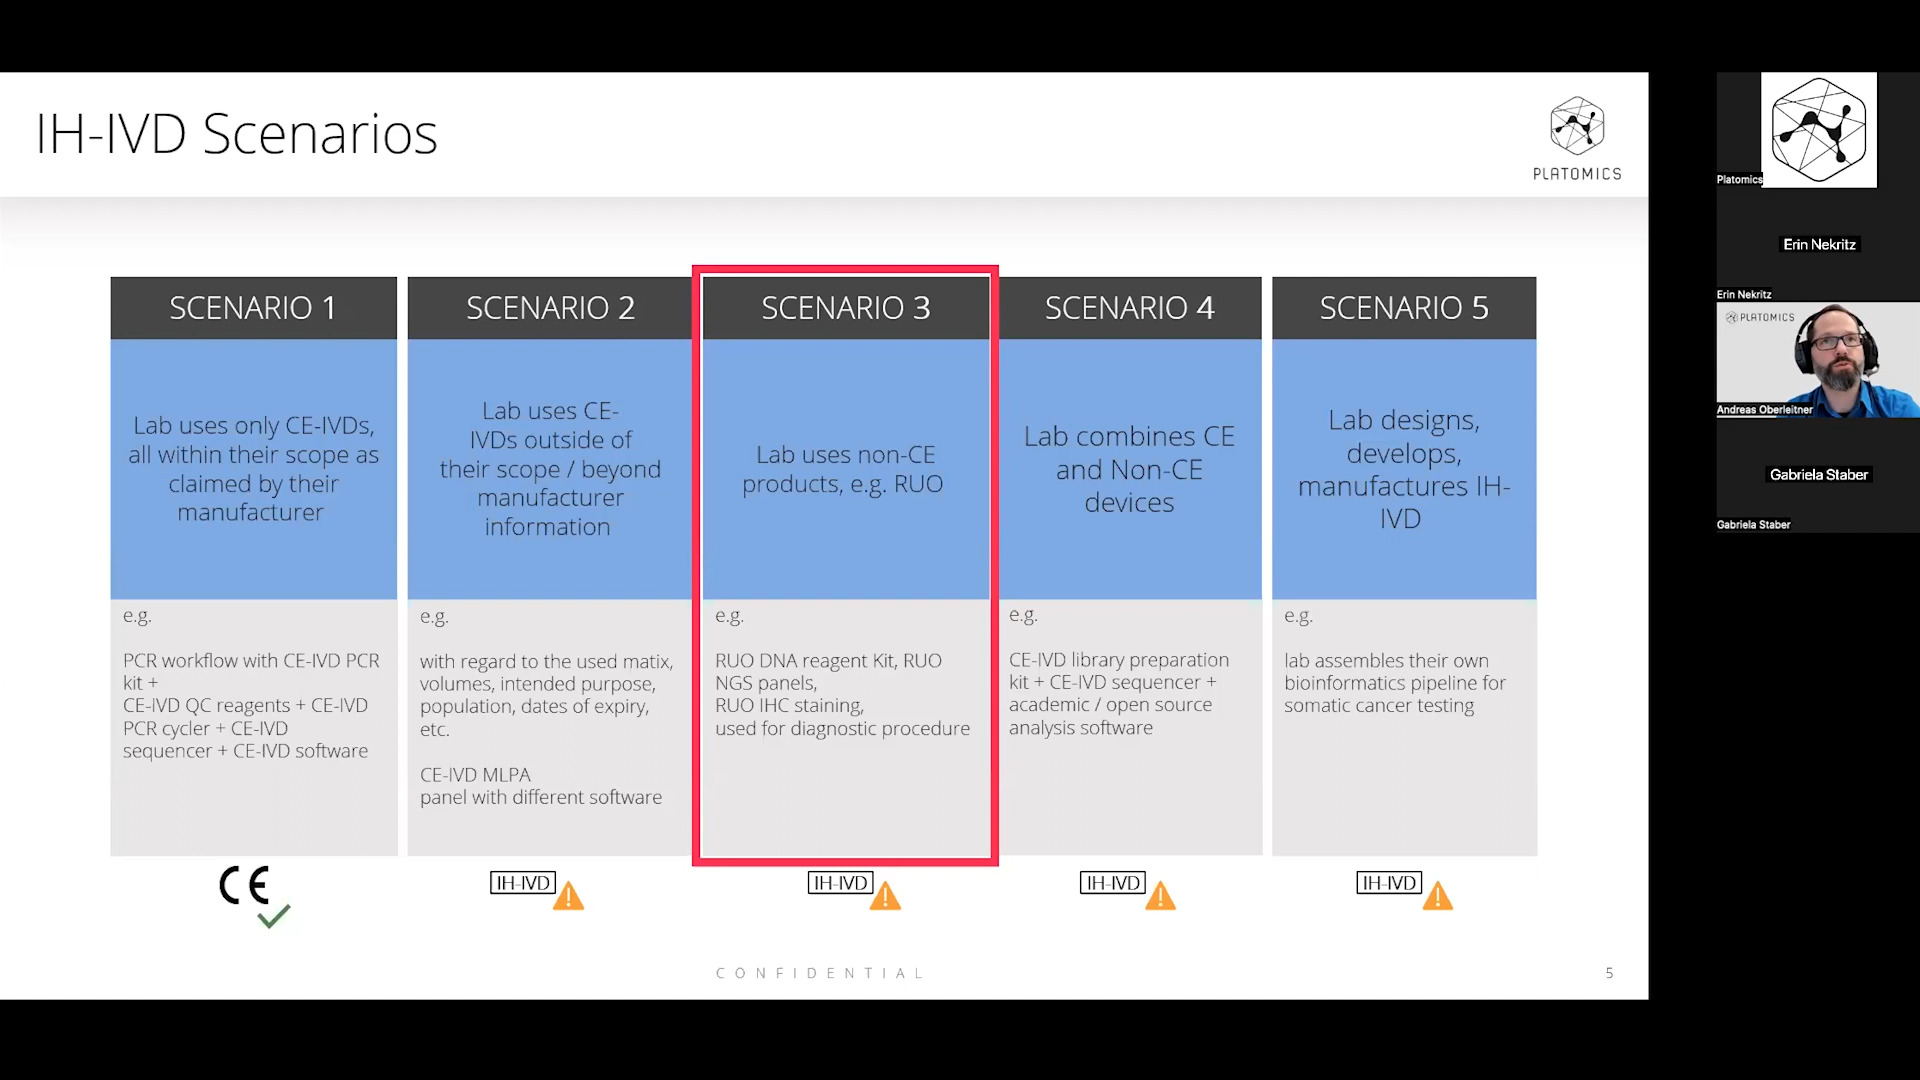 IH-IVD Scenarios
PLATOMICS
SCENARIO 1
Lab uses only CE-IVDs,
all within their scope as
claimed by their
manufacturer
e.g.
PCR workflow with CE-IVD PCR
kit +
CE-IVD QC reagents + CE-IVD
PCR cycler + CE-IVD
sequencer + CE-IVD software
CE
SCENARIO 2
Lab uses CE-
IVDs outside of
their scope / beyond
manufacturer
information
e.g.
with regard to the used matix,
volumes, intended purpose,
population, dates of expiry,
etc.
CE-IVD MLPA
panel with different software
IH-IVD
SCENARIO 3
Lab uses non-CE
products, e.g. RUO
e.g.
RUO DNA reagent Kit, RUO
NGS panels,
RUO IHC staining,
used for diagnostic procedure
IH-IVD
SCENARIO 4
Lab combines CE
and Non-CE
devices
e.g.
CE-IVD library preparation
kit + CE-IVD sequencer +
academic / open source
analysis software
IH-IVD
SCENARIO 5
Lab designs,
develops,
manufactures IH-
IVD
e.g.
lab assembles their own
bioinformatics pipeline for
somatic cancer testing
IH-IVD
CONFIDENTIAL
5
Platomics
Erin Nekritz
Erin Nekritz
PLATOMICS
Andreas Oberleitner
Gabriela Staber
Gabriela Staber